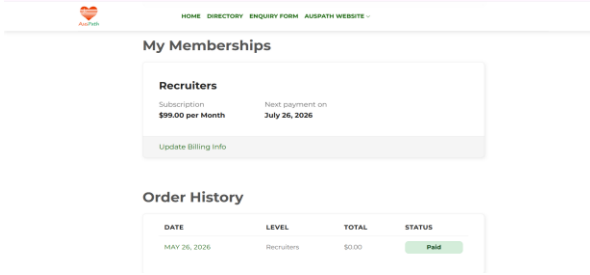 AusPath
HOME DIRECTORY ENQUIRY FORM AUSPATH WEBSITE
My Memberships
Recruiters
Subscription Next payment on
$99.00 per Month July 26, 2026
Update Billing Info
Order History
DATE LEVEL TOTAL STATUS
MAY 26, 2026 Recruiters $0.00 Paid